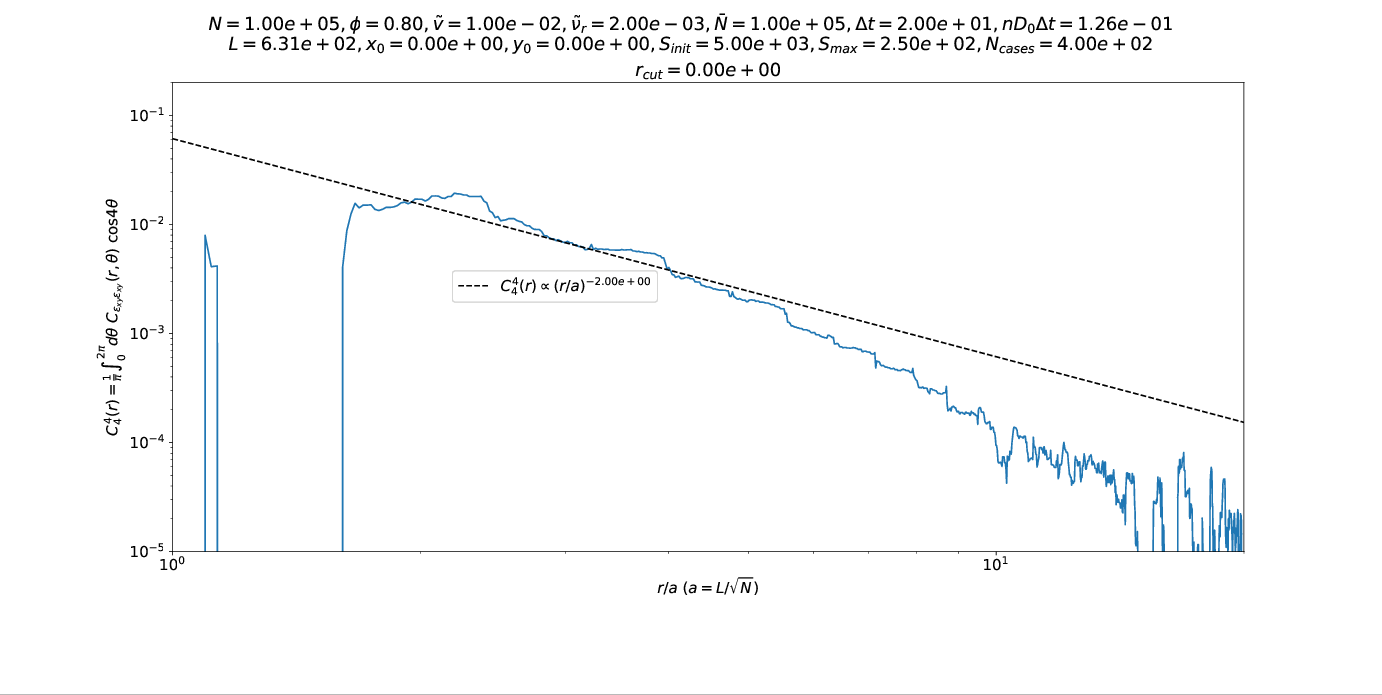 N = 1.00e + 05, ϕ = 0.80, ṽ = 1.00e − 02, ν̃_r = 2.00e − 03, N̄ = 1.00e + 05, Δt = 2.00e + 01, nD_0Δt = 1.26e − 01
L = 6.31e + 02, x_0 = 0.00e + 00, y_0 = 0.00e + 00, S_init = 5.00e + 03, S_max = 2.50e + 02, N_cases = 4.00e + 02
r_cut = 0.00e + 00
10^−1
10^−2
10^−3
10^−4
10^−5
C_4^4(r) = 1/π ∫_0^2π dθ C_ε_xyε_xy(r, θ) cos4θ
C_4^4(r) ∝ (r/a)^−2.00e+00
10^0
10^1
r/a (a = L/√N)